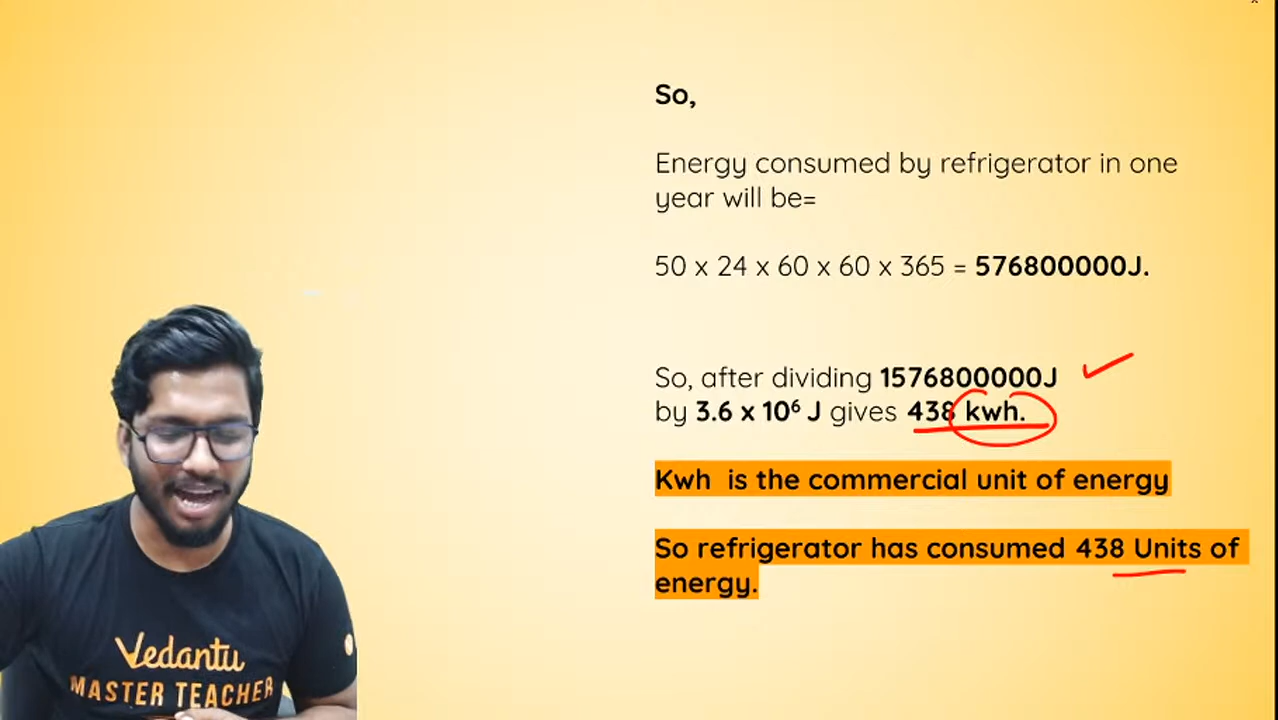 So,
Energy consumed by refrigerator in one
year will be=
50 x 24 x 60 x 60 x 365 = 576800000J.
So, after dividing 1576800000J
by 3.6 x 10⁶ J gives 438 kwh.
Kwh is the commercial unit of energy
So refrigerator has consumed 438 Units of
energy.
Vedantu
MASTER TEACHER